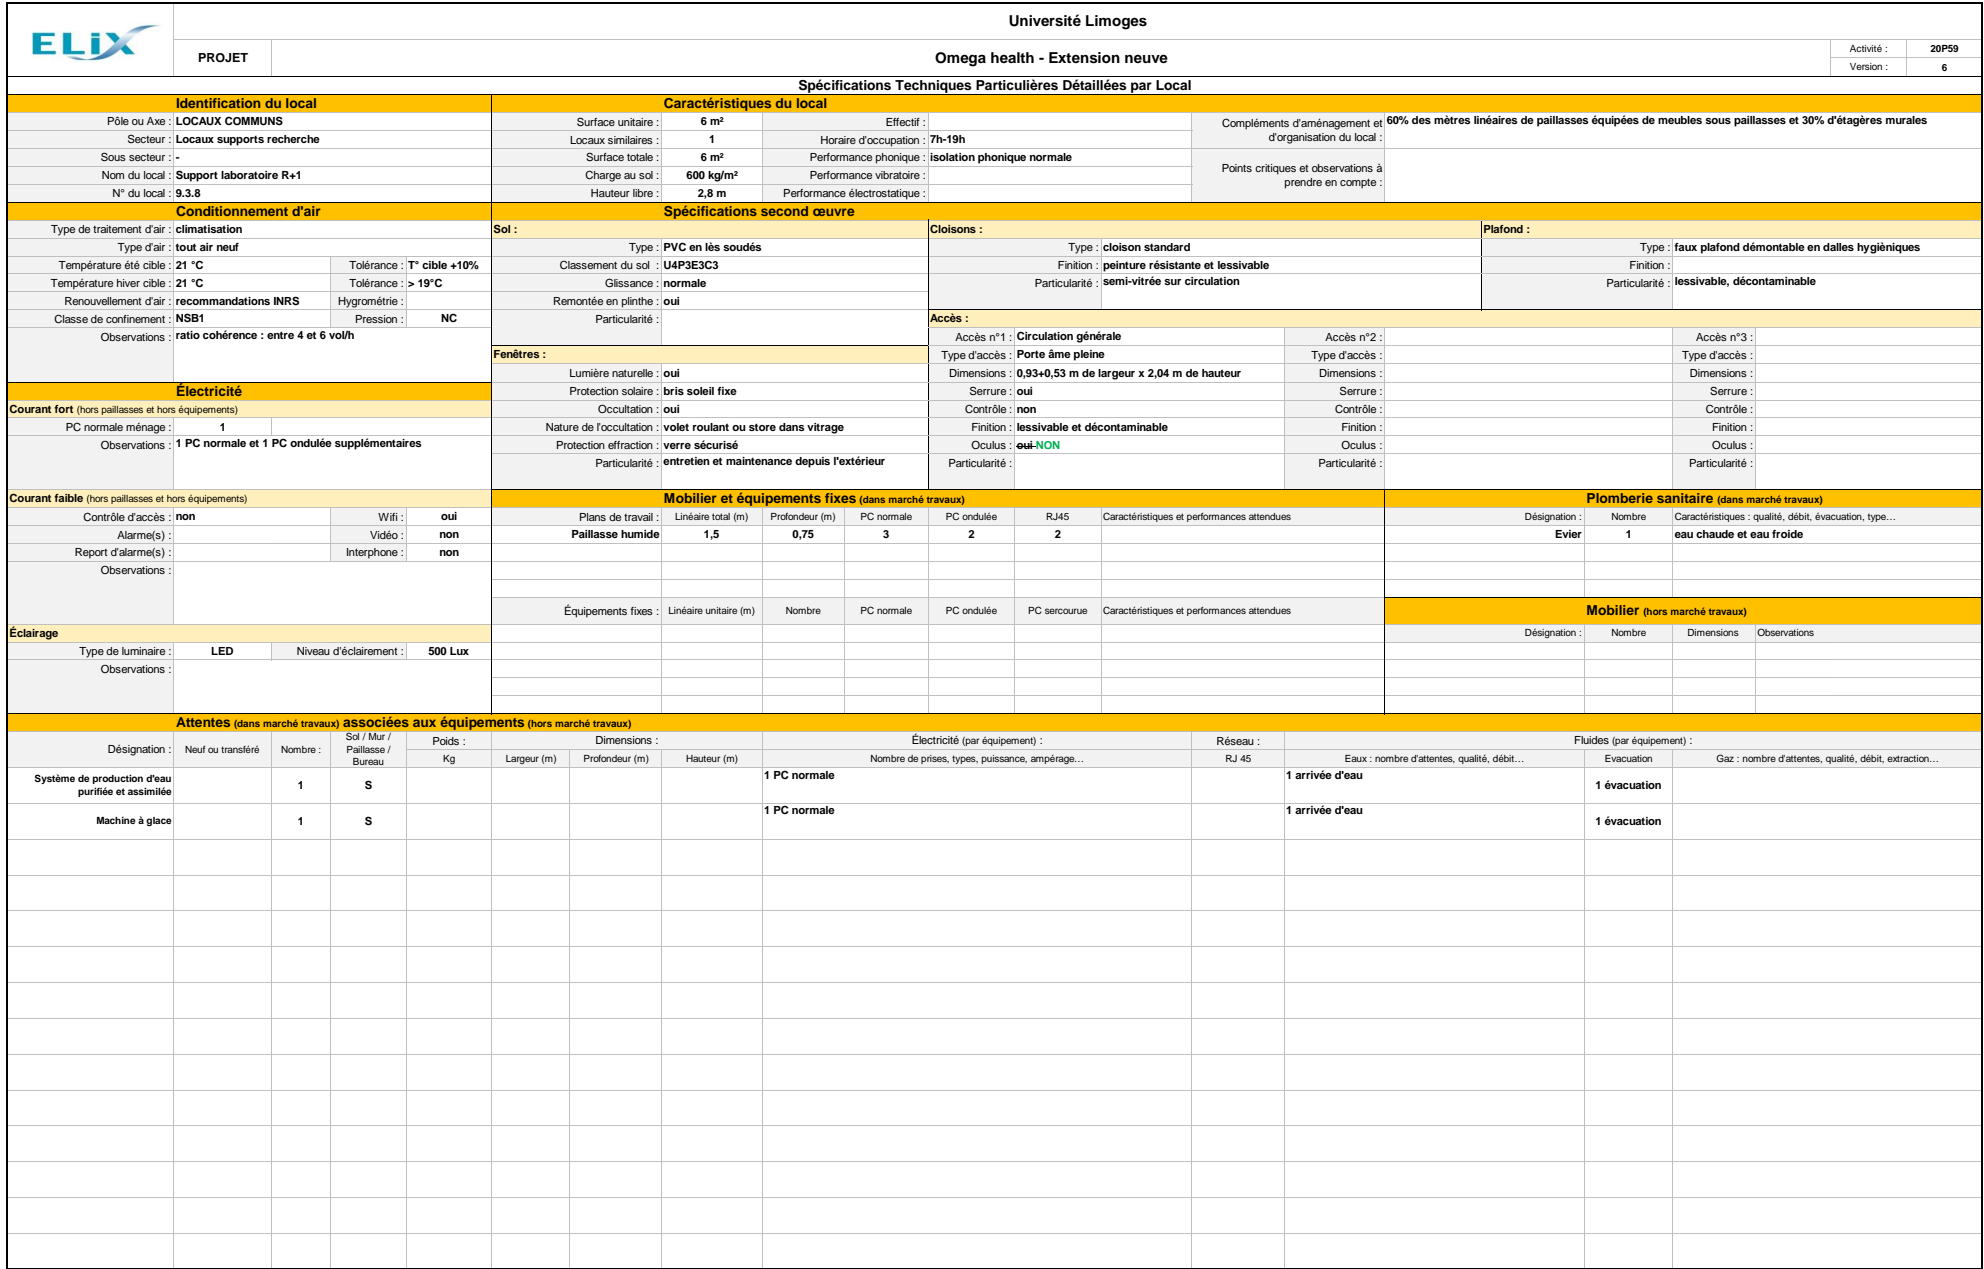 ELiX
Université Limoges
PROJET
Omega health - Extension neuve
Activité : 20P59
Version : 6
Spécifications Techniques Particulières Détaillées par Local
Identification du local
Pôle ou Axe : LOCAUX COMMUNS
Secteur : Locaux supports recherche
Sous secteur : -
Nom du local : Support laboratoire R+1
N° du local : 9.3.8
Caractéristiques du local
Surface unitaire : 6 m² Effectif :
Locaux similaires : 1 Horaire d'occupation : 7h-19h
Surface totale : 6 m² Performance phonique : isolation phonique normale
Charge au sol : 600 kg/m² Performance vibratoire :
Hauteur libre : 2,8 m Performance électrostatique :
Compléments d'aménagement et d'organisation du local : 60% des mètres linéaires de paillasses équipées de meubles sous paillasses et 30% d'étagères murales
Points critiques et observations à prendre en compte :
Conditionnement d'air
Type de traitement d'air : climatisation
Type d'air : tout air neuf
Température été cible : 21 °C Tolérance : T° cible +10%
Température hiver cible : 21 °C Tolérance : > 19°C
Renouvellement d'air : recommandations INRS Hygrométrie :
Classe de confinement : NSB1 Pression : NC
Observations : ratio cohérence : entre 4 et 6 vol/h
Électricité
Courant fort (hors paillasses et hors équipements)
PC normale ménage : 1
Observations : 1 PC normale et 1 PC ondulée supplémentaires
Courant faible (hors paillasses et hors équipements)
Contrôle d'accès : non Wifi : oui
Alarme(s) : Vidéo : non
Report d'alarme(s) : Interphone : non
Observations :
Éclairage
Type de luminaire : LED Niveau d'éclairement : 500 Lux
Observations :
Spécifications second œuvre
Sol :
Type : PVC en lès soudés
Classement du sol : U4P3E3C3
Glissance : normale
Remontée en plinthe : oui
Particularité :
Fenêtres :
Lumière naturelle : oui
Protection solaire : bris soleil fixe
Occultation : oui
Nature de l'occultation : volet roulant ou store dans vitrage
Protection effraction : verre sécurisé
Particularité : entretien et maintenance depuis l'extérieur
Cloisons :
Type : cloison standard
Finition : peinture résistante et lessivable
Particularité : semi-vitrée sur circulation
Plafond :
Type : faux plafond démontable en dalles hygièniques
Finition :
Particularité : lessivable, décontaminable
Accès :
Accès n°1 : Circulation générale Accès n°2 : Accès n°3 :
Type d'accès : Porte âme pleine Type d'accès : Type d'accès :
Dimensions : 0,93+0,53 m de largeur x 2,04 m de hauteur Dimensions : Dimensions :
Serrure : oui Serrure : Serrure :
Contrôle : non Contrôle : Contrôle :
Finition : lessivable et décontaminable Finition : Finition :
Oculus : oui NON Oculus : Oculus :
Particularité : Particularité : Particularité :
Mobilier et équipements fixes (dans marché travaux)
Plans de travail : Linéaire total (m) Profondeur (m) PC normale PC ondulée RJ45 Caractéristiques et performances attendues
Paillasse humide 1,5 0,75 3 2 2
Équipements fixes : Linéaire unitaire (m) Nombre PC normale PC ondulée PC sercourue Caractéristiques et performances attendues
Plomberie sanitaire (dans marché travaux)
Désignation : Nombre Caractéristiques : qualité, débit, évacuation, type…
Evier 1 eau chaude et eau froide
Mobilier (hors marché travaux)
Désignation : Nombre Dimensions Observations
Attentes (dans marché travaux) associées aux équipements (hors marché travaux)
Désignation : Neuf ou transféré Nombre : Sol / Mur / Paillasse / Bureau Poids : Dimensions : Électricité (par équipement) : Réseau : Fluides (par équipement) :
Kg Largeur (m) Profondeur (m) Hauteur (m) Nombre de prises, types, puissance, ampérage… RJ 45 Eaux : nombre d'attentes, qualité, débit… Evacuation Gaz : nombre d'attentes, qualité, débit, extraction…
Système de production d'eau purifiée et assimilée 1 S 1 PC normale 1 arrivée d'eau 1 évacuation
Machine à glace 1 S 1 PC normale 1 arrivée d'eau 1 évacuation